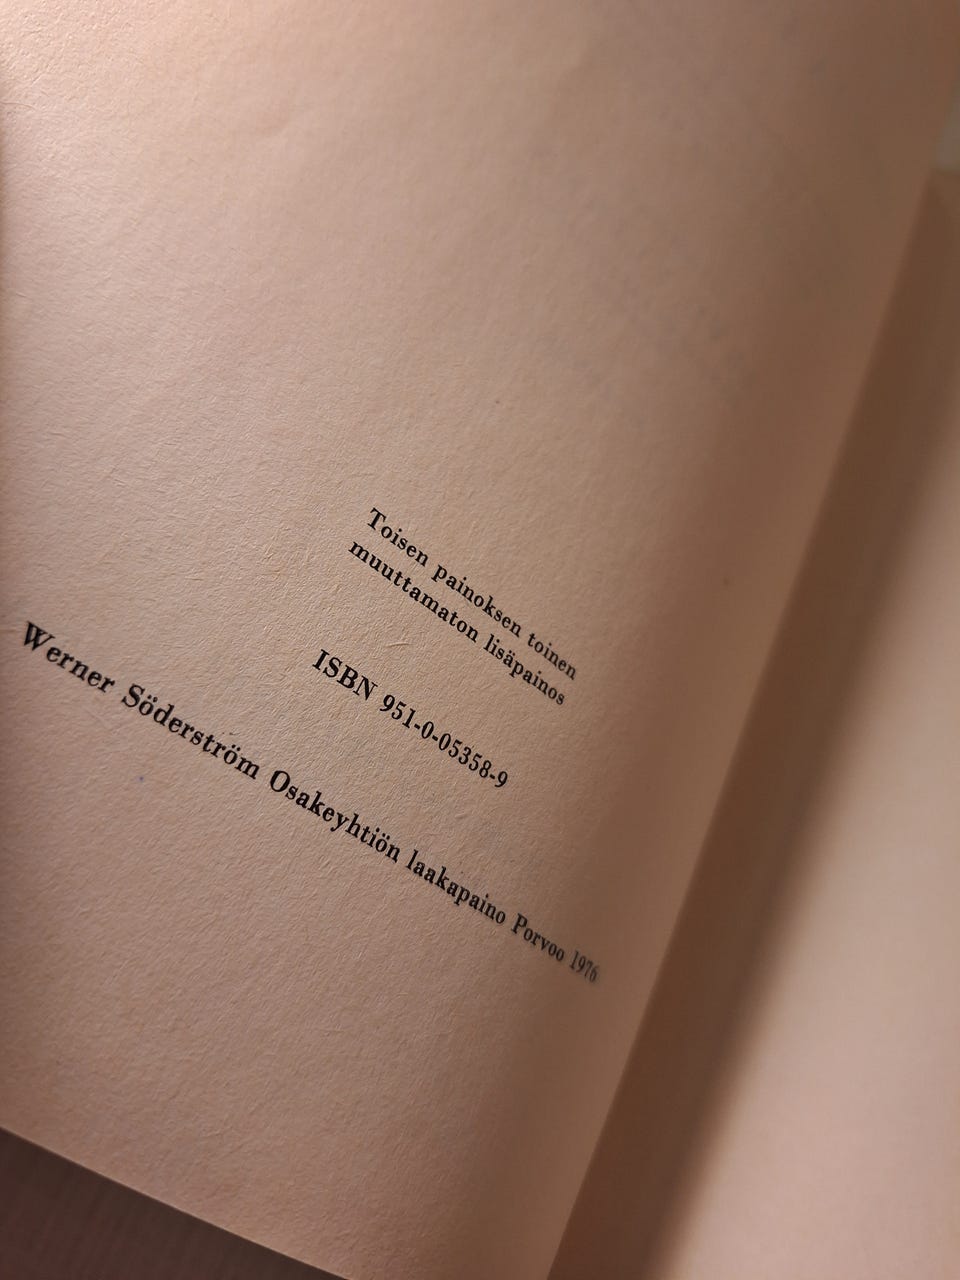 Toisen painoksen toinen
muuttamaton lisäpainos
ISBN 951-0-05358-9
Werner Söderström Osakeyhtiön laakapaino Porvoo 1976